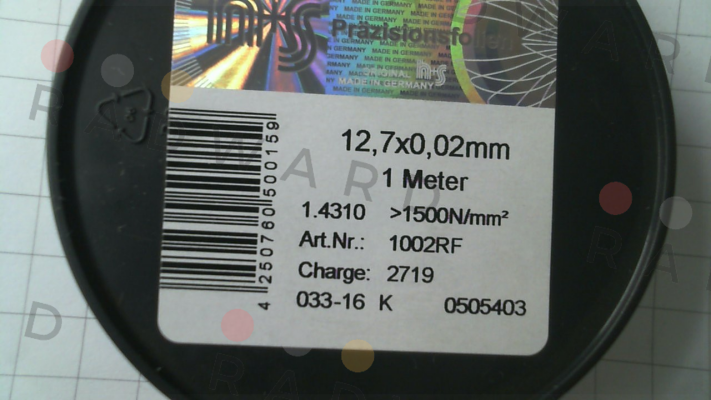 h+s
Präzisionsfolie
ORIGINAL h+s
MADE IN GERMANY
12,7x0,02mm
1 Meter
1.4310 >1500N/mm²
Art.Nr.: 1002RF
Charge: 2719
033-16 K 0505403
4 250760 500159